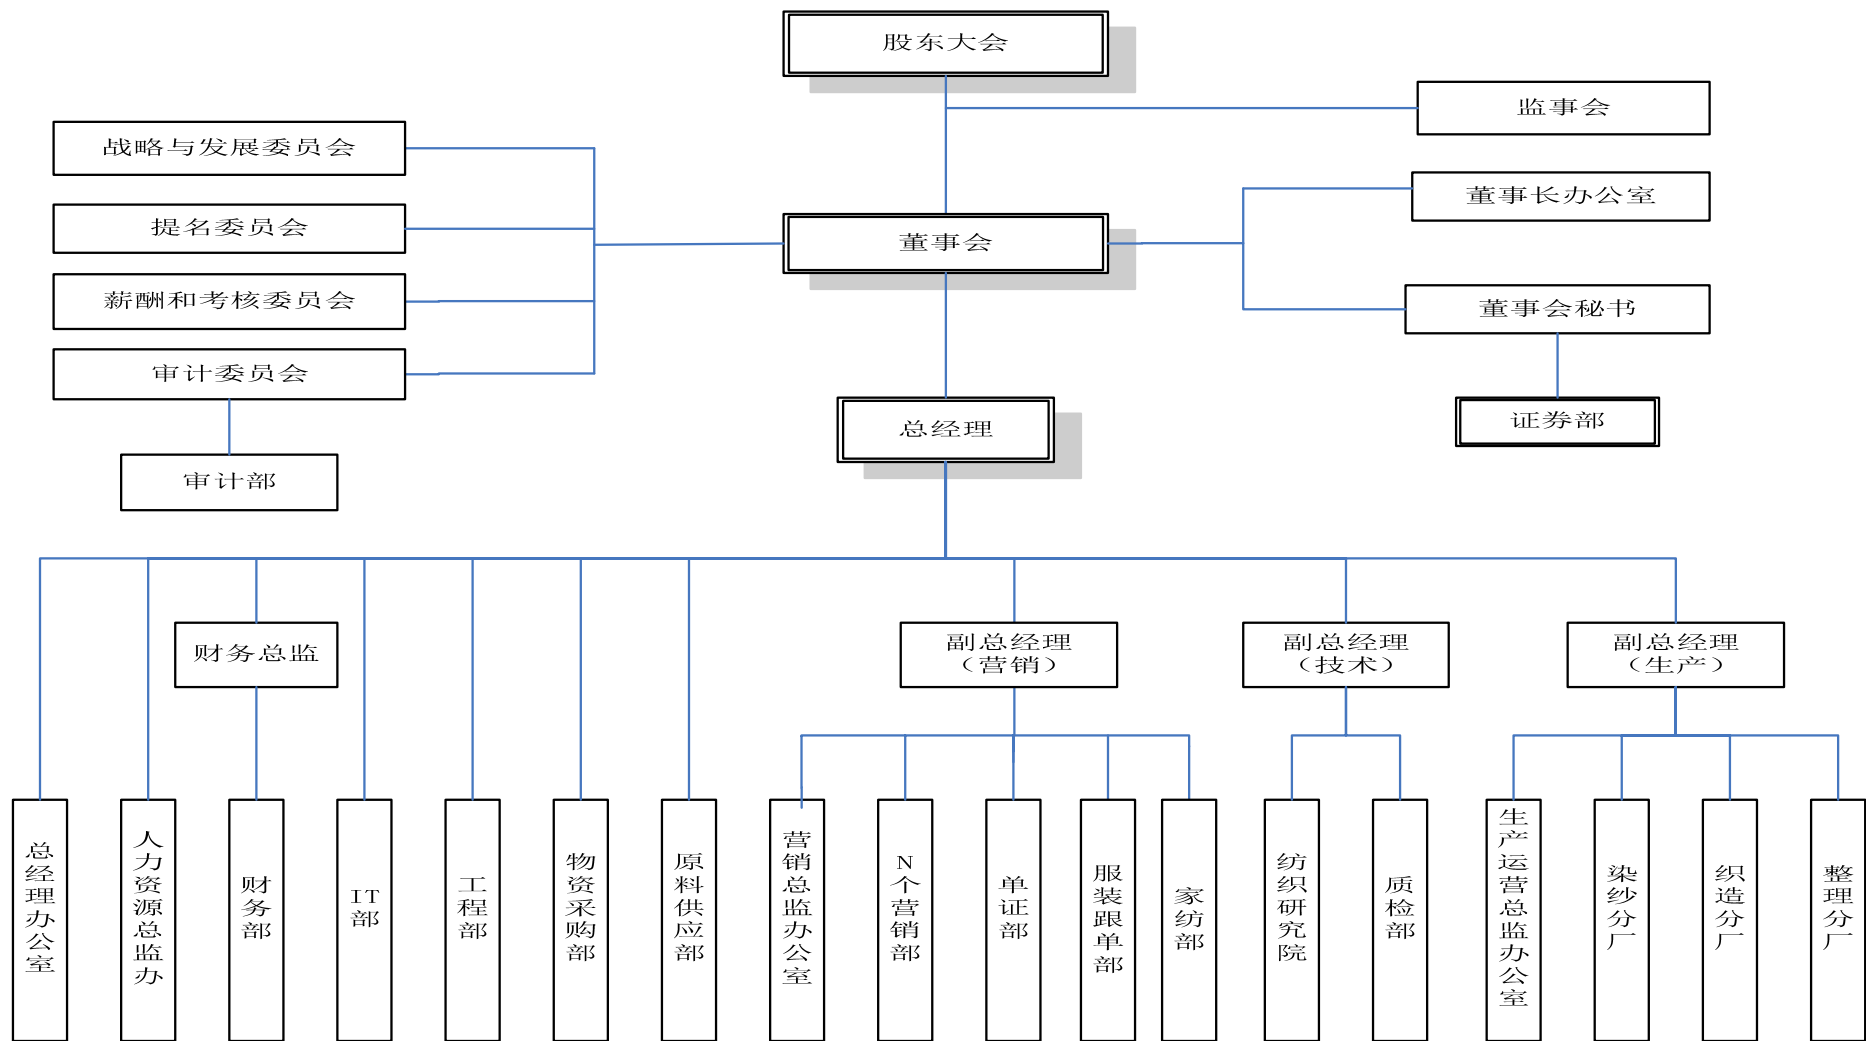 股东大会
监事会
战略与发展委员会
董事长办公室
提名委员会
董事会
薪酬和考核委员会
董事会秘书
审计委员会
总经理
证券部
审计部
财务总监
副总经理
（营销）
副总经理
（技术）
副总经理
（生产）
总经理办公室
人力资源总监办
财务部
IT部
工程部
物资采购部
原料供应部
营销总监办公室
N个营销部
单证部
服装跟单部
家纺部
纺织研究院
质检部
生产运营总监办公室
染纱分厂
织造分厂
整理分厂